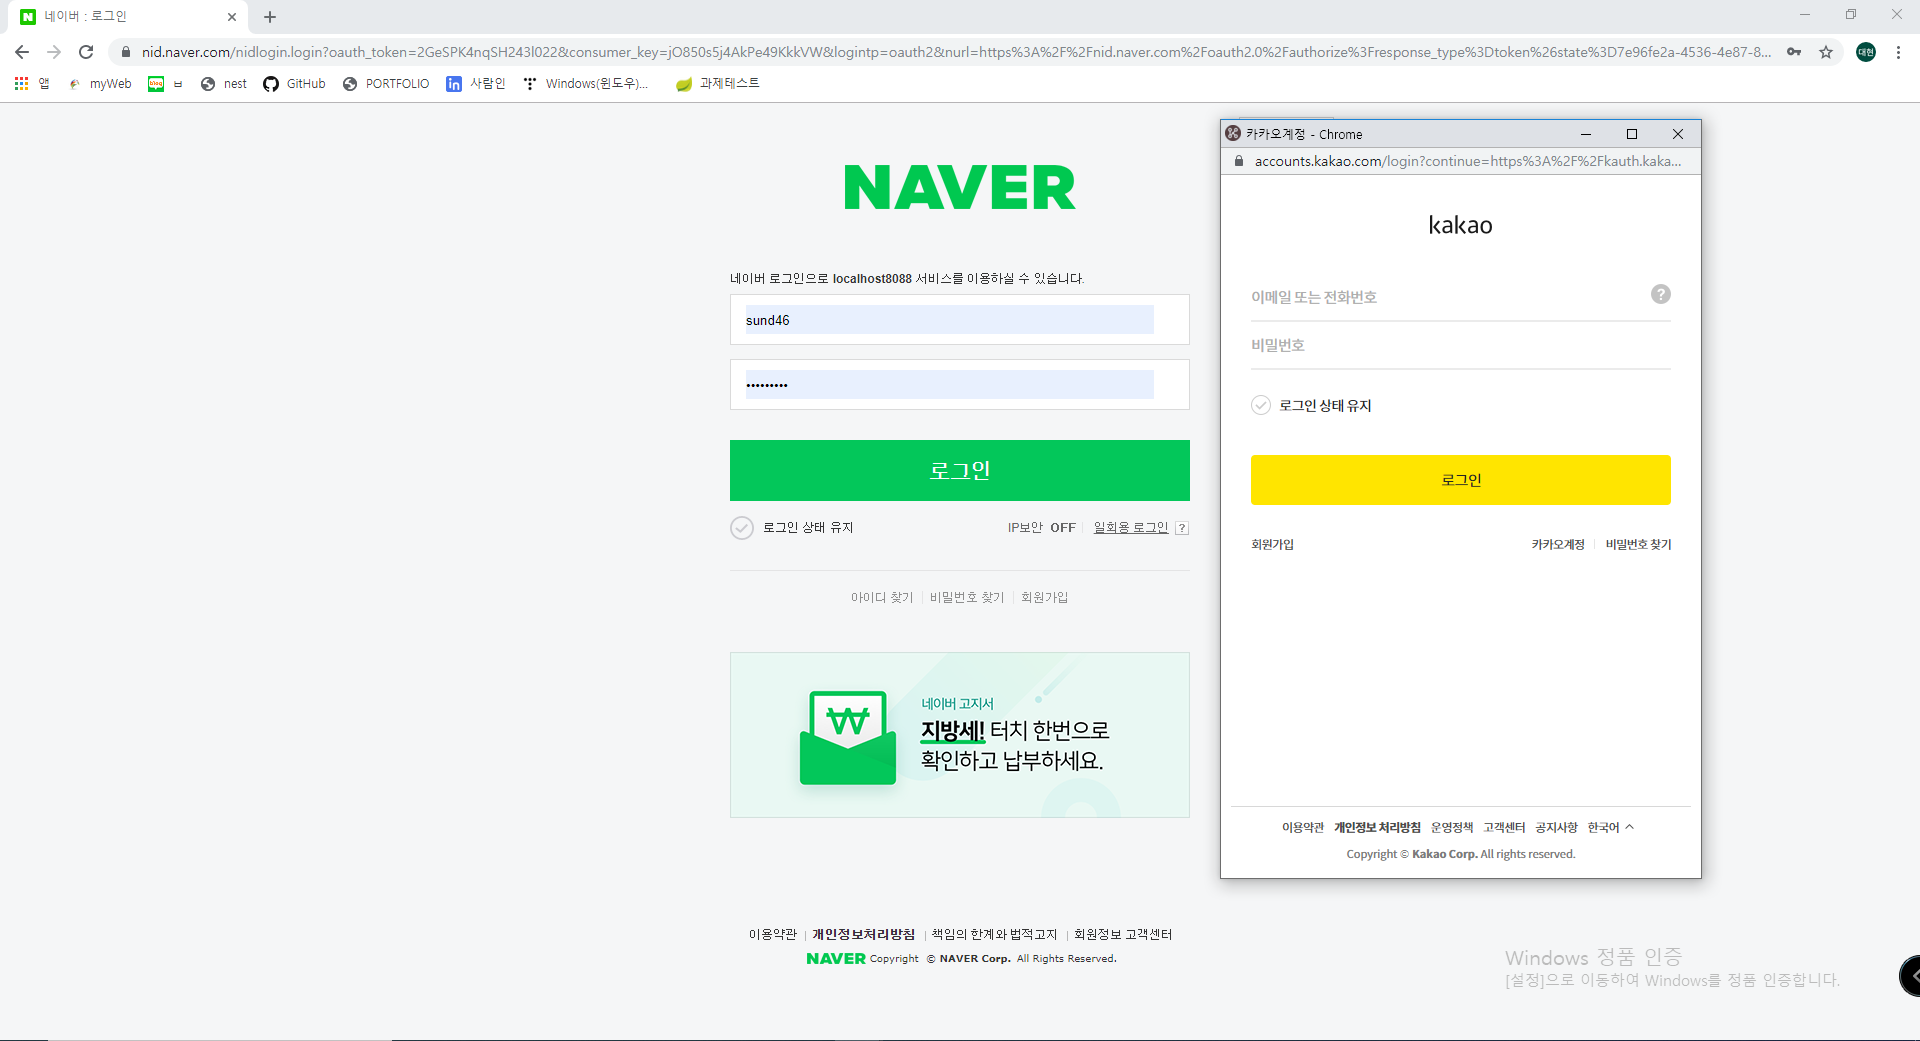 네이버 : 로그인
nid.naver.com/nidlogin.login?oauth_token=2GeSPK4nqSH243l022&consumer_key=jO850s5j4AkPe49KkkVW&logintp=oauth2&nurl=https%3A%2F%2Fnid.naver.com%2Foauth2.0%2Fauthorize%3Fresponse_type%3Dtoken%26state%3D7e96fe2a-4536-4e87-8...
대현
앱 myWeb blog ㅂ nest GitHub PORTFOLIO in 사람인 Windows(윈도우)... 과제테스트
NAVER
네이버 로그인으로 localhost8088 서비스를 이용하실 수 있습니다.
sund46
•••••••••
로그인
로그인 상태 유지 IP보안 OFF 일회용 로그인 ?
아이디 찾기 비밀번호 찾기 회원가입
네이버 고지서
지방세! 터치 한번으로
확인하고 납부하세요.
이용약관 개인정보처리방침 책임의 한계와 법적고지 회원정보 고객센터
NAVER Copyright © NAVER Corp. All Rights Reserved.
카카오계정 - Chrome
accounts.kakao.com/login?continue=https%3A%2F%2Fkauth.kaka...
kakao
이메일 또는 전화번호 ?
비밀번호
로그인 상태 유지
로그인
회원가입 카카오계정 비밀번호 찾기
이용약관 개인정보 처리방침 운영정책 고객센터 공지사항 한국어
Copyright © Kakao Corp. All rights reserved.
Windows 정품 인증
[설정]으로 이동하여 Windows를 정품 인증합니다.